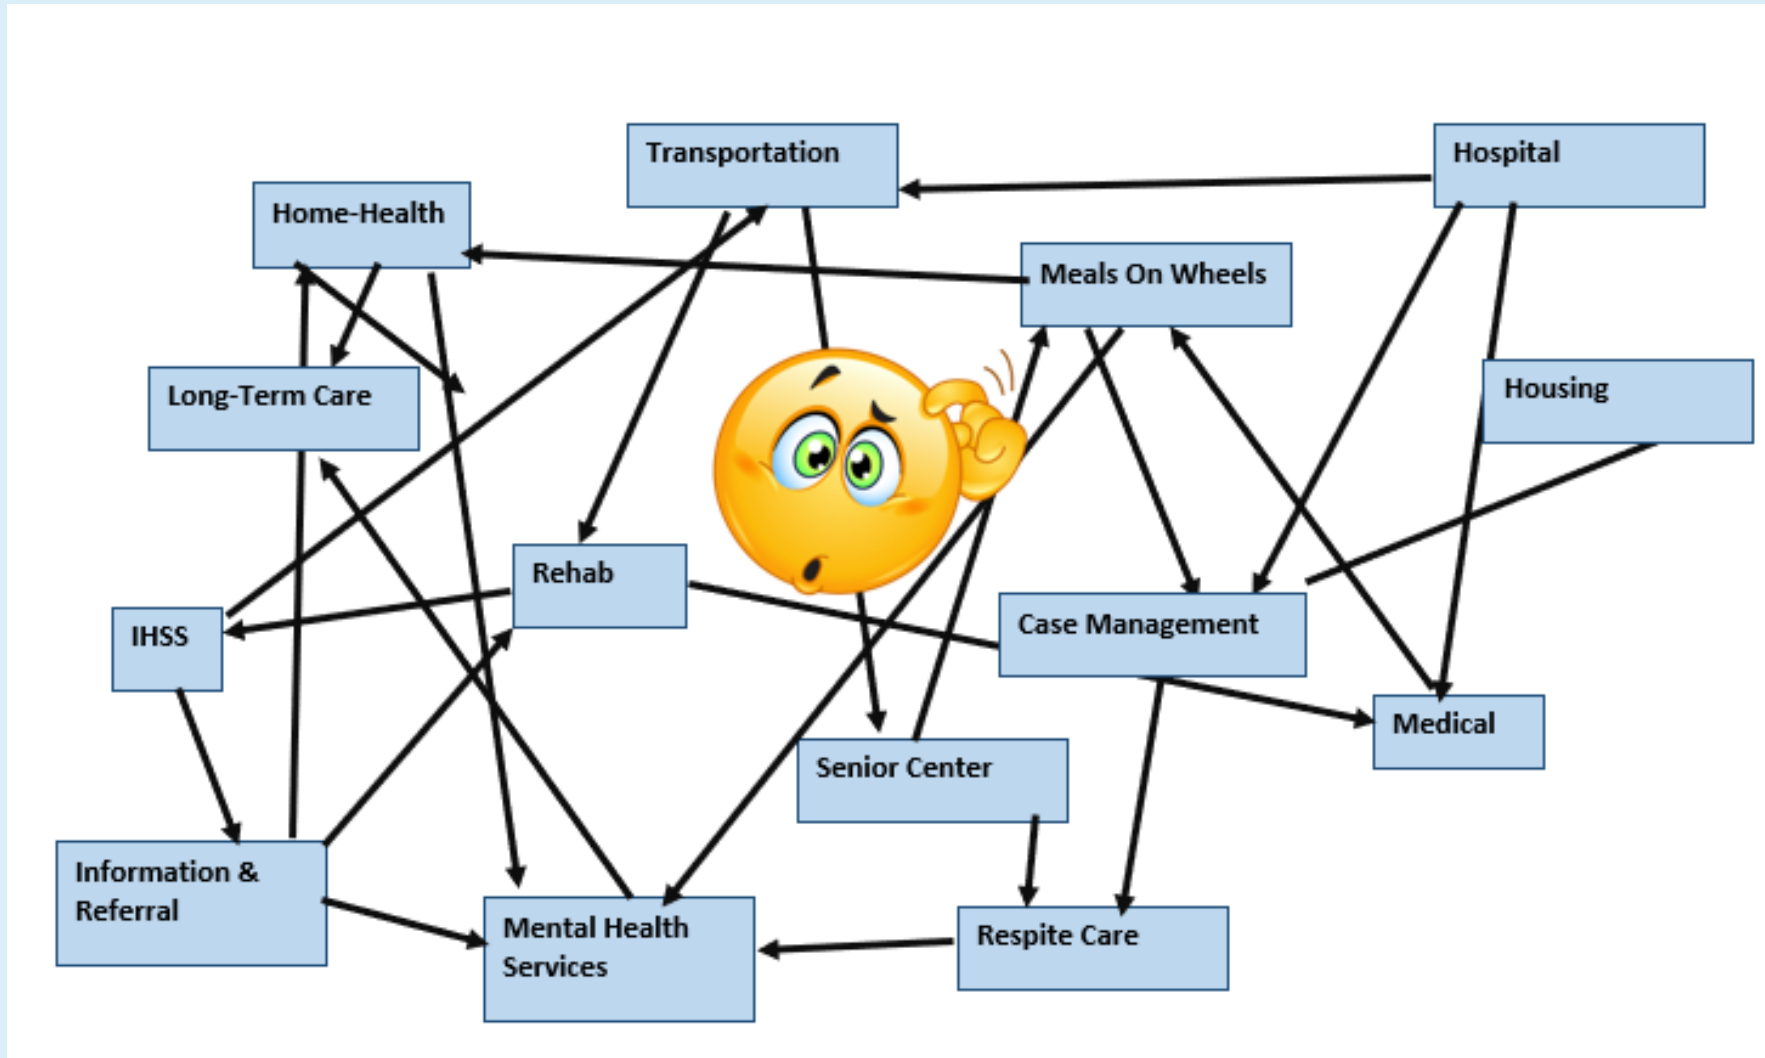 Transportation
Hospital
Home-Health
Meals On Wheels
Long-Term Care
Housing
Rehab
IHSS
Case Management
Medical
Senior Center
Information &
Referral
Mental Health
Services
Respite Care